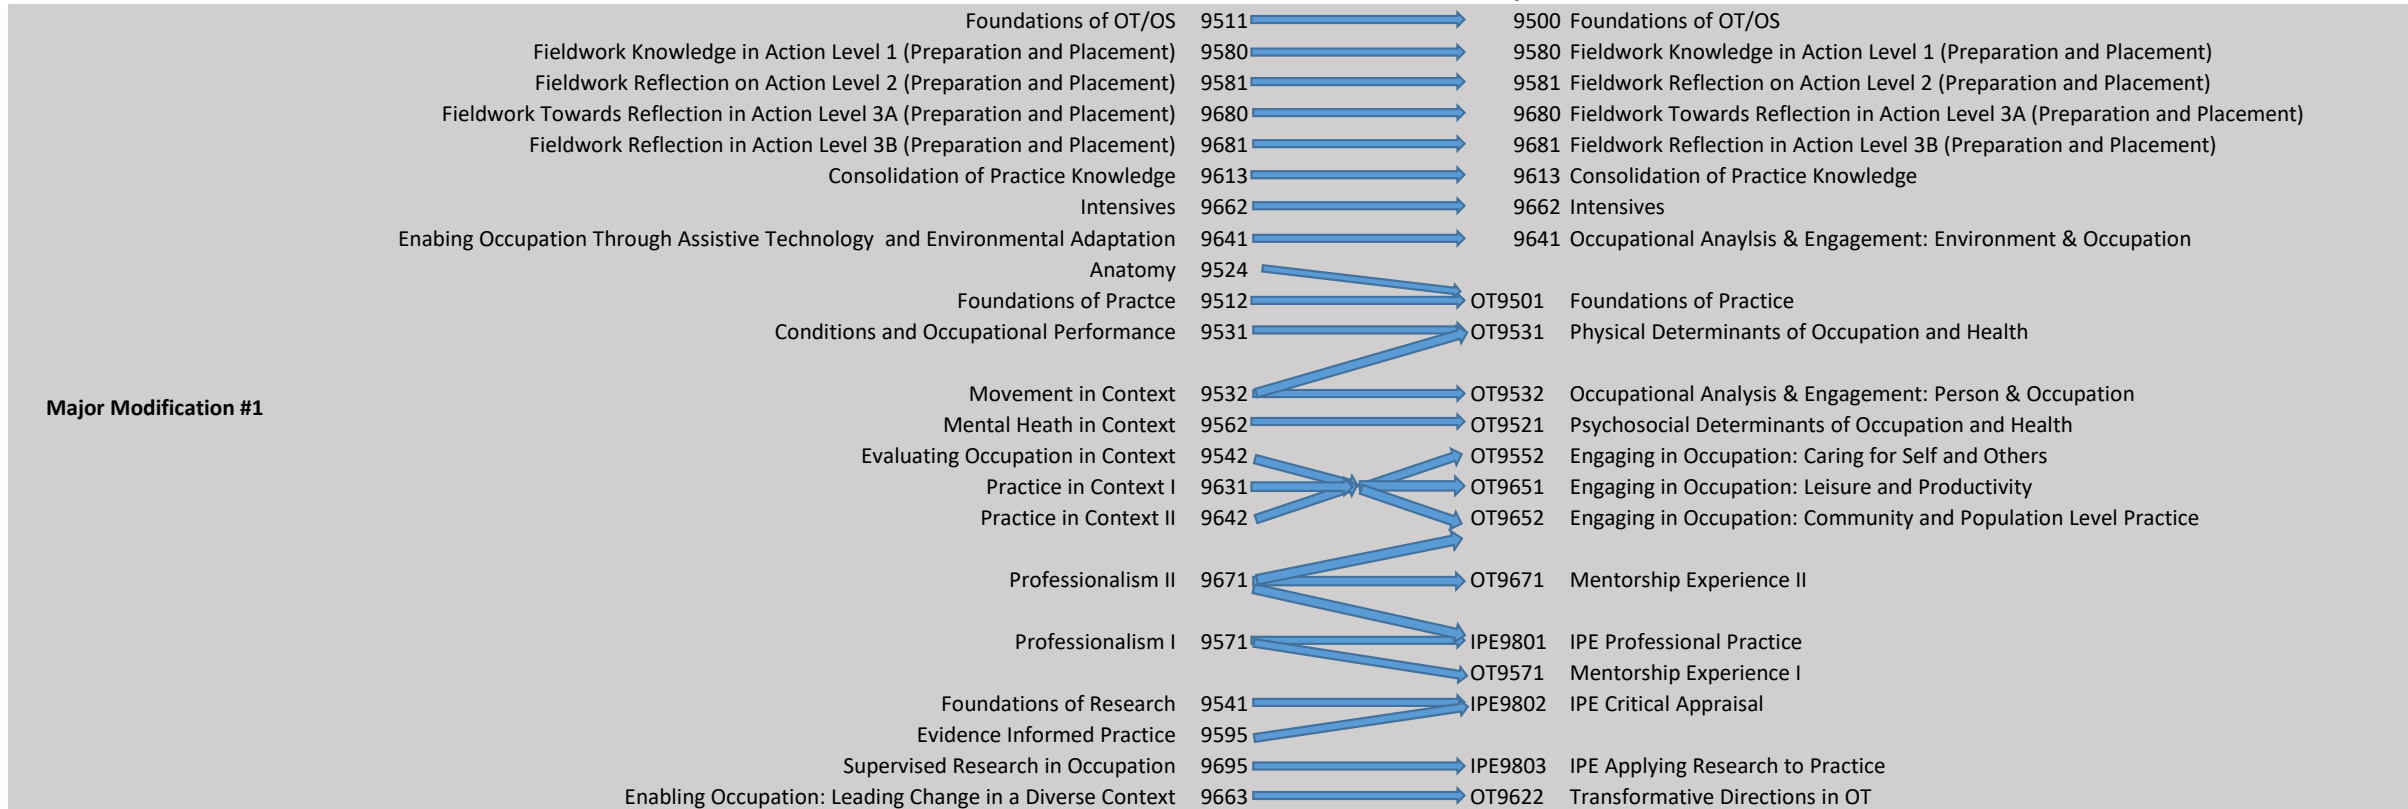 Foundations of OT/OS 9511 9500 Foundations of OT/OS
Fieldwork Knowledge in Action Level 1 (Preparation and Placement) 9580 9580 Fieldwork Knowledge in Action Level 1 (Preparation and Placement)
Fieldwork Reflection on Action Level 2 (Preparation and Placement) 9581 9581 Fieldwork Reflection on Action Level 2 (Preparation and Placement)
Fieldwork Towards Reflection in Action Level 3A (Preparation and Placement) 9680 9680 Fieldwork Towards Reflection in Action Level 3A (Preparation and Placement)
Fieldwork Reflection in Action Level 3B (Preparation and Placement) 9681 9681 Fieldwork Reflection in Action Level 3B (Preparation and Placement)
Consolidation of Practice Knowledge 9613 9613 Consolidation of Practice Knowledge
Intensives 9662 9662 Intensives
Enabing Occupation Through Assistive Technology and Environmental Adaptation 9641 9641 Occupational Anaylsis & Engagement: Environment & Occupation
Anatomy 9524
Foundations of Practce 9512 OT9501 Foundations of Practice
Conditions and Occupational Performance 9531 OT9531 Physical Determinants of Occupation and Health
Movement in Context 9532 OT9532 Occupational Analysis & Engagement: Person & Occupation
Major Modification #1
Mental Heath in Context 9562 OT9521 Psychosocial Determinants of Occupation and Health
Evaluating Occupation in Context 9542 OT9552 Engaging in Occupation: Caring for Self and Others
Practice in Context I 9631 OT9651 Engaging in Occupation: Leisure and Productivity
Practice in Context II 9642 OT9652 Engaging in Occupation: Community and Population Level Practice
Professionalism II 9671 OT9671 Mentorship Experience II
Professionalism I 9571 IPE9801 IPE Professional Practice
OT9571 Mentorship Experience I
Foundations of Research 9541 IPE9802 IPE Critical Appraisal
Evidence Informed Practice 9595
Supervised Research in Occupation 9695 IPE9803 IPE Applying Research to Practice
Enabling Occupation: Leading Change in a Diverse Context 9663 OT9622 Transformative Directions in OT